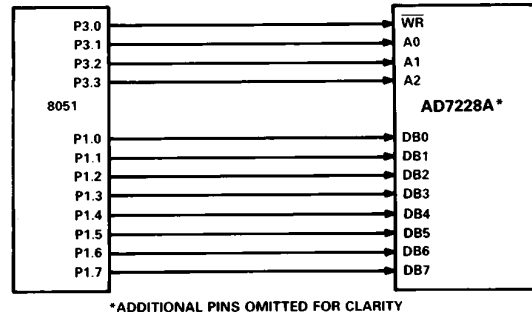 P3.0 WR
P3.1 A0
P3.2 A1
P3.3 A2
8051 AD7228A*
P1.0 DB0
P1.1 DB1
P1.2 DB2
P1.3 DB3
P1.4 DB4
P1.5 DB5
P1.6 DB6
P1.7 DB7
*ADDITIONAL PINS OMITTED FOR CLARITY